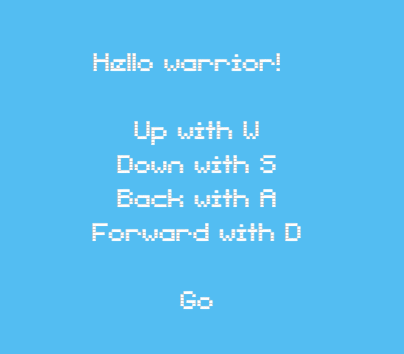 Hello warrior!
Up with W
Down with S
Back with A
Forward with D
Go